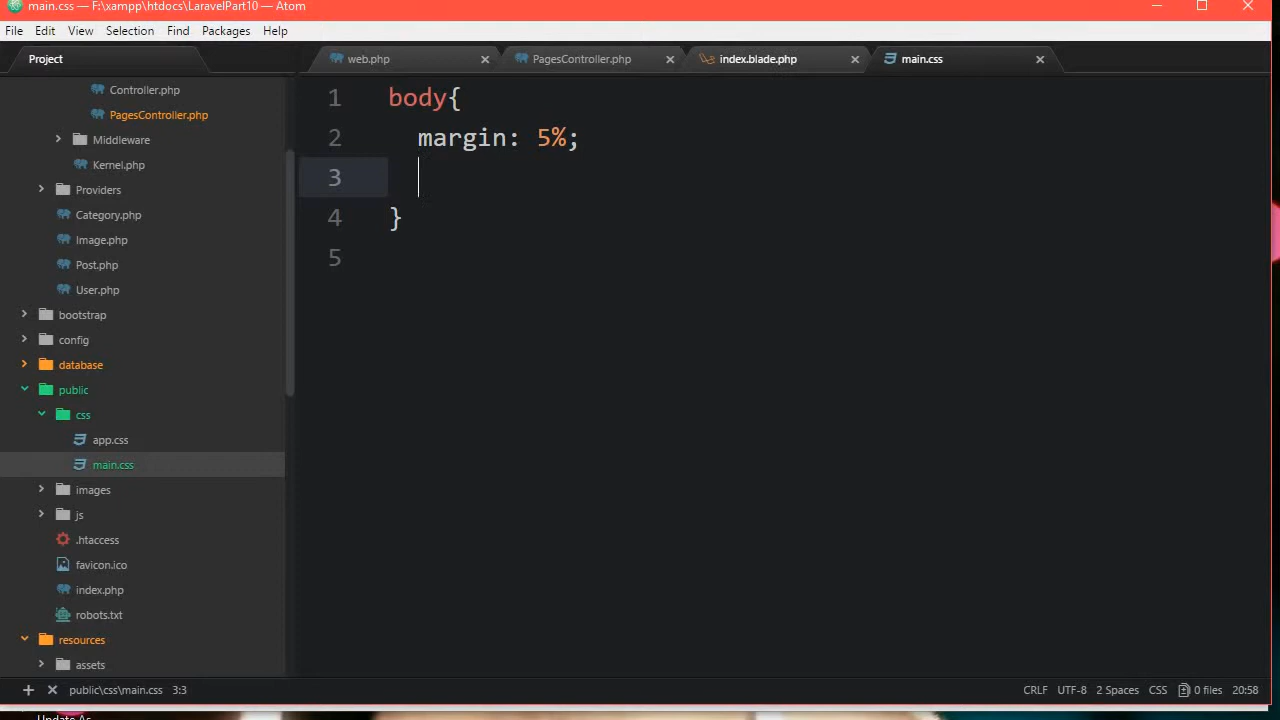 main.css — F:\xampp\htdocs\LaravelPart10 — Atom
File Edit View Selection Find Packages Help
Project
web.php
PagesController.php
index.blade.php
main.css
Controller.php
PagesController.php
Middleware
Kernel.php
Providers
Category.php
Image.php
Post.php
User.php
bootstrap
config
database
public
css
app.css
main.css
images
js
.htaccess
favicon.ico
index.php
robots.txt
resources
assets
1 body{
2 margin: 5%;
3
4 }
5
public\css\main.css 3:3
CRLF UTF-8 2 Spaces CSS 0 files 20:58
Update As